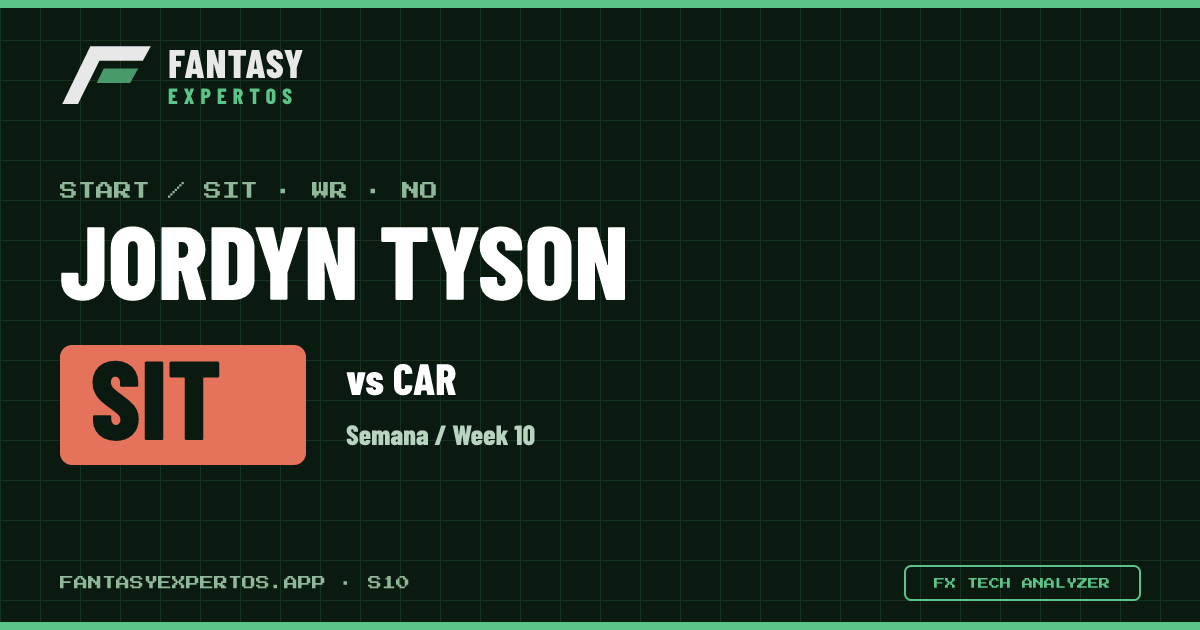 FANTASY
EXPERTOS
START / SIT · WR · NO
JORDYN TYSON
SIT
vs CAR
Semana / Week 10
FANTASYEXPERTOS.APP · S10
FX TECH ANALYZER